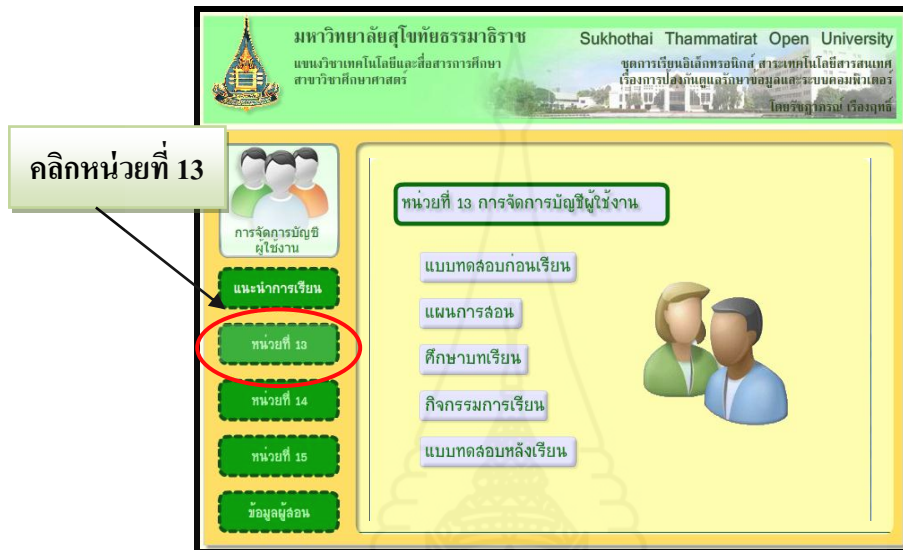 มหาวิทยาลัยสุโขทัยธรรมาธิราช
Sukhothai Thammatirat Open University
แขนงวิชาเทคโนโลยีและสื่อสารการศึกษา
สาขาวิชาศึกษาศาสตร์
ชุดการเรียนอิเล็กทรอนิกส์ สาระเทคโนโลยีสารสนเทศ
เรื่องการป้องกันดูแลรักษาข้อมูลและระบบคอมพิวเตอร์
คลิกหน่วยที่ 13
การจัดการบัญชี
ผู้ใช้งาน
แนะนำการเรียน
หน่วยที่ 13
หน่วยที่ 14
หน่วยที่ 15
ข้อมูลผู้สอน
หน่วยที่ 13 การจัดการบัญชีผู้ใช้งาน
แบบทดสอบก่อนเรียน
แผนการสอน
ศึกษาบทเรียน
กิจกรรมการเรียน
แบบทดสอบหลังเรียน